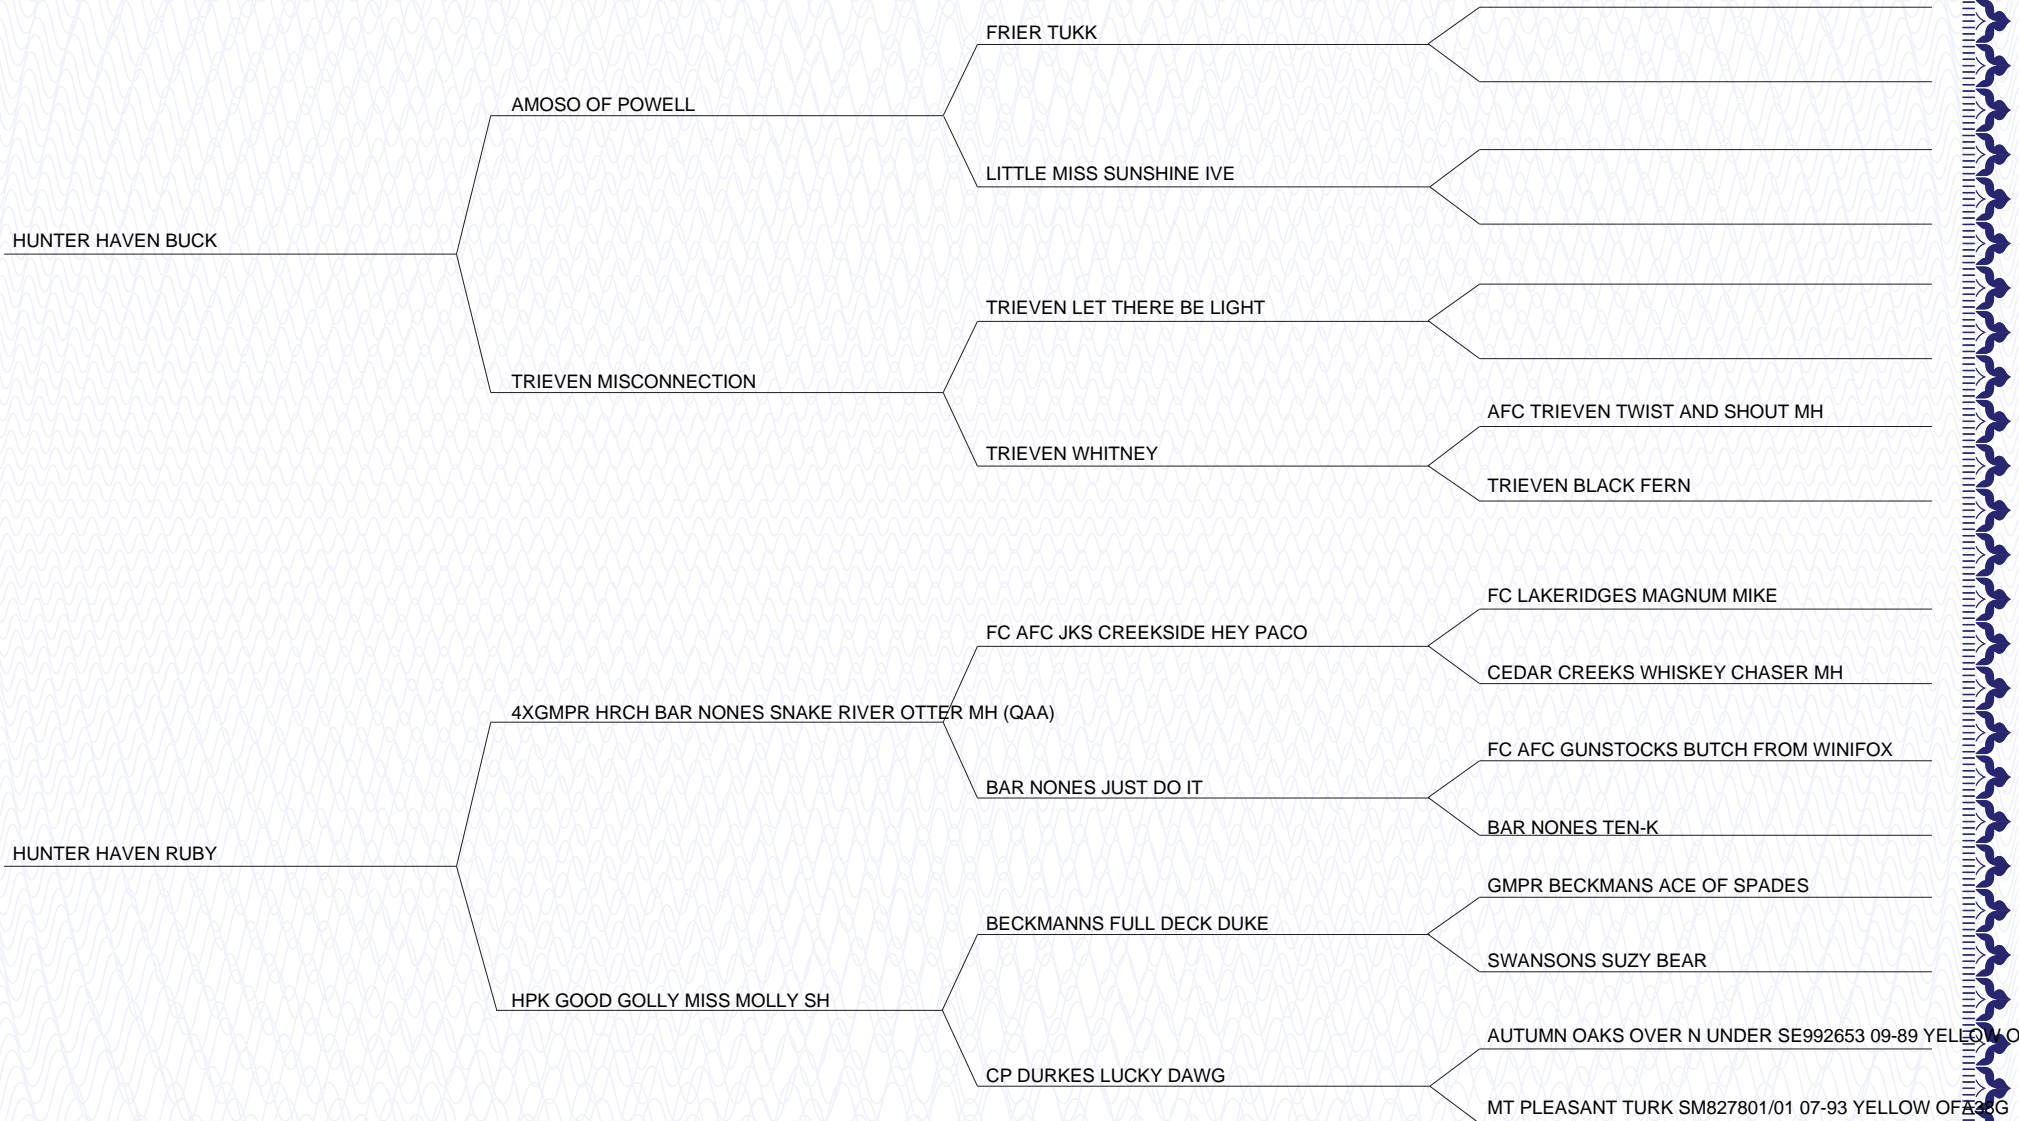 FRIER TUKK
AMOSO OF POWELL
LITTLE MISS SUNSHINE IVE
HUNTER HAVEN BUCK
TRIEVEN LET THERE BE LIGHT
TRIEVEN MISCONNECTION
AFC TRIEVEN TWIST AND SHOUT MH
TRIEVEN WHITNEY
TRIEVEN BLACK FERN
FC LAKERIDGES MAGNUM MIKE
FC AFC JKS CREEKSIDE HEY PACO
CEDAR CREEKS WHISKEY CHASER MH
4XGMPR HRCH BAR NONES SNAKE RIVER OTTER MH (QAA)
FC AFC GUNSTOCKS BUTCH FROM WINIFOX
BAR NONES JUST DO IT
BAR NONES TEN-K
HUNTER HAVEN RUBY
GMPR BECKMANS ACE OF SPADES
BECKMANNS FULL DECK DUKE
SWANSONS SUZY BEAR
HPK GOOD GOLLY MISS MOLLY SH
AUTUMN OAKS OVER N UNDER SE992653 09-89 YELLOW O
CP DURKES LUCKY DAWG
MT PLEASANT TURK SM827801/01 07-93 YELLOW OFA38G